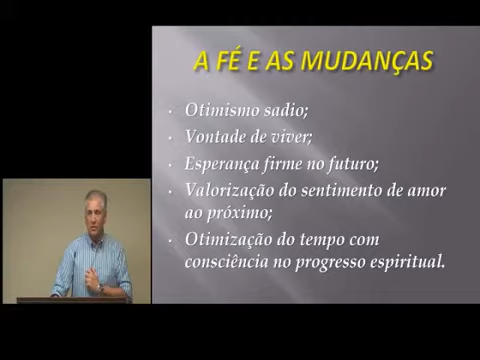 A FÉ E AS MUDANÇAS
Otimismo sadio;
Vontade de viver;
Esperança firme no futuro;
Valorização do sentimento de amor
ao próximo;
Otimização do tempo com
consciência no progresso espiritual.